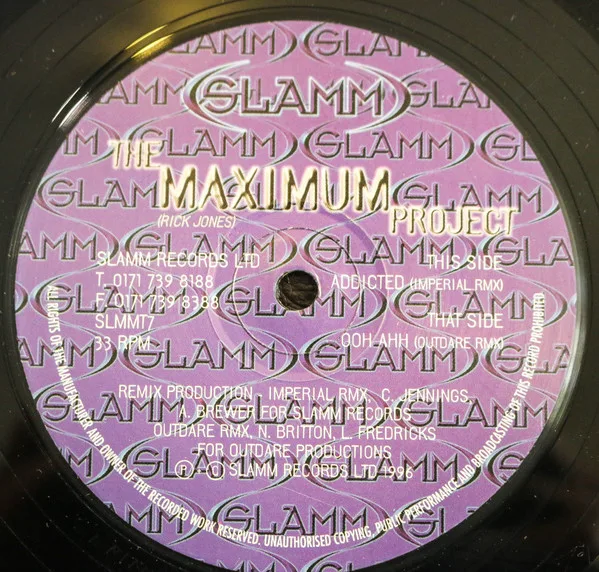 (SLAMM)
THE
MAXIMUM
PROJECT
(RICK JONES)
SLAMM RECORDS LTD
T. 0171 739 8188
F. 0171 739 8388
SLMMT7
33 RPM
THIS SIDE
ADDICTED (IMPERIAL RMX)
THAT SIDE
OOH-AHH (OUTDARE RMX)
REMIX PRODUCTION. IMPERIAL RMX, C. JENNINGS,
A. BREWER FOR SLAMM RECORDS
OUTDARE RMX, N. BRITTON, L. FREDRICKS
FOR OUTDARE PRODUCTIONS
Ⓟ + © SLAMM RECORDS LTD 1996
ALL RIGHTS OF THE MANUFACTURER AND OWNER OF THE RECORDED WORK RESERVED. UNAUTHORISED COPYING, PUBLIC PERFORMANCE AND BROADCASTING OF THIS RECORD PROHIBITED